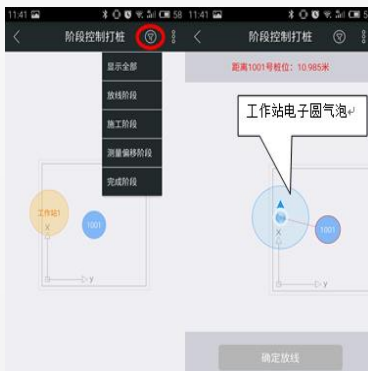 11:41
58
阶段控制打桩
显示全部
放线阶段
施工阶段
测量偏移阶段
完成阶段
工作站1
1001
X
y
11:41
5
阶段控制打桩
距离1001号桩位：10.985米
工作站电子圆气泡
1001
X
y
确定放线